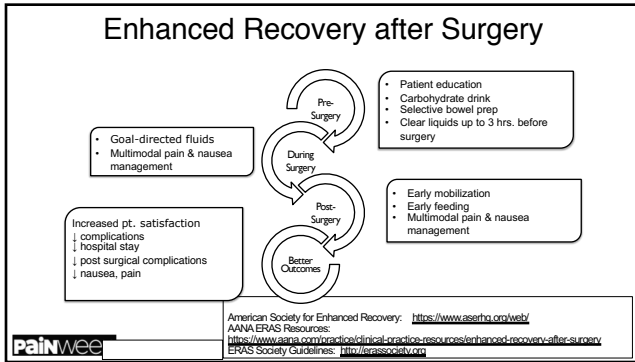 Enhanced Recovery after Surgery
Pre-
Surgery
• Patient education
• Carbohydrate drink
• Selective bowel prep
• Clear liquids up to 3 hrs. before
surgery
• Goal-directed fluids
• Multimodal pain & nausea
management
During
Surgery
Post-
Surgery
• Early mobilization
• Early feeding
• Multimodal pain & nausea
management
Increased pt. satisfaction
↓ complications
↓ hospital stay
↓ post surgical complications
↓ nausea, pain
Better
Outcomes
American Society for Enhanced Recovery: https://www.aserhq.org/web/
AANA ERAS Resources:
https://www.aana.com/practice/clinical-practice-resources/enhanced-recovery-after-surgery
ERAS Society Guidelines: http://erassociety.org